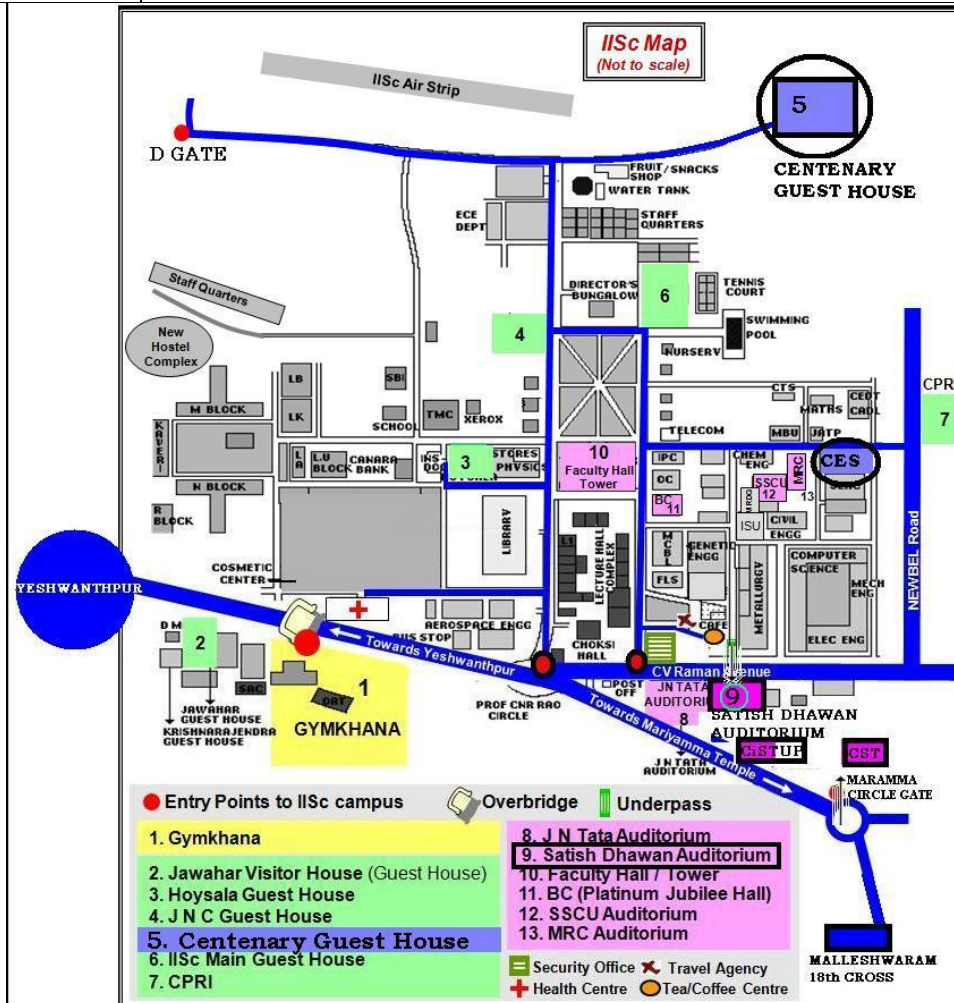 IISc Map
(Not to scale)
IISc Air Strip
5
D GATE
CENTENARY
GUEST HOUSE
FRUIT/SNACKS
SHOP
WATER TANK
ECE
DEPT
STAFF
QUARTERS
Staff Quarters
DIRECTOR'S
BUNGALOW
6
TENNIS
COURT
New
Hostel
Complex
4
SWIMMING
POOL
NURSERY
LB
SBI
CTS
CPRI
M BLOCK
LK
SCHOOL
TMC
XEROX
MATHS
CEDT
CADL
7
TELECOM
MBU
JATP
KAVERI
LA
L.U
BLOCK
CANARA
BANK
INS
3
STORES
PHYSICS
10
Faculty Hall
Tower
IPC
CHEM
ENG
MRC
CES
OC
SSCU
12
13
N BLOCK
BC
11
MRDG
R
BLOCK
ISU
CIVIL
ENGG
LIBRARY
L1
LECTURE HALL
COMPLEX
MCBL
GENETIC
ENGG
COMPUTER
SCIENCE
NEWBEL Road
COSMETIC
CENTER
FLS
METALLURGY
MECH
ENG
YESHWANTHPUR
CAFE
ELEC ENG
D M
2
AEROSPACE ENGG
BUS STOP
Towards Yeshwanthpur
CHOKSI
HALL
CV Raman Avenue
SAC
1
OAT
GYMKHANA
PROF CNR RAO
CIRCLE
POST
OFF
JN TATA
AUDITORIUM
8
9
SATISH DHAWAN
AUDITORIUM
JAWAHAR
GUEST HOUSE
KRISHNARAJENDRA
GUEST HOUSE
Towards Mariyamma Temple
CiSTUP
CST
J N TATA
AUDITORIUM
MARAMMA
CIRCLE GATE
Entry Points to IISc campus
Overbridge
Underpass
1. Gymkhana
2. Jawahar Visitor House (Guest House)
3. Hoysala Guest House
4. J N C Guest House
5. Centenary Guest House
6. IISc Main Guest House
7. CPRI
8. J N Tata Auditorium
9. Satish Dhawan Auditorium
10. Faculty Hall / Tower
11. BC (Platinum Jubilee Hall)
12. SSCU Auditorium
13. MRC Auditorium
Security Office
Travel Agency
Health Centre
Tea/Coffee Centre
MALLESHWARAM
18th CROSS